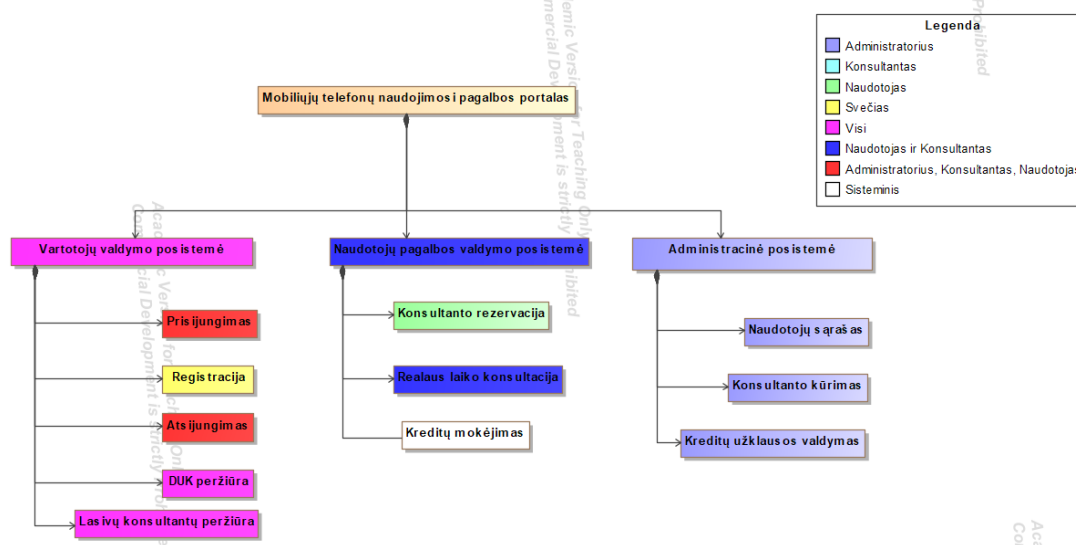 Legenda
Administratorius
Konsultantas
Naudotojas
Svečias
Visi
Naudotojas ir Konsultantas
Administratorius, Konsultantas, Naudotojas
Sisteminis
Mobiliųjų telefonų naudojimosi pagalbos portalas
Vartotojų valdymo posistemė
Naudotojų pagalbos valdymo posistemė
Administracinė posistemė
Prisijungimas
Registracija
Atsijungimas
DUK peržiūra
Lasivų konsultantų peržiūra
Konsultanto rezervacija
Realaus laiko konsultacija
Kreditų mokėjimas
Naudotojų sąrašas
Konsultanto kūrimas
Kreditų užklausos valdymas